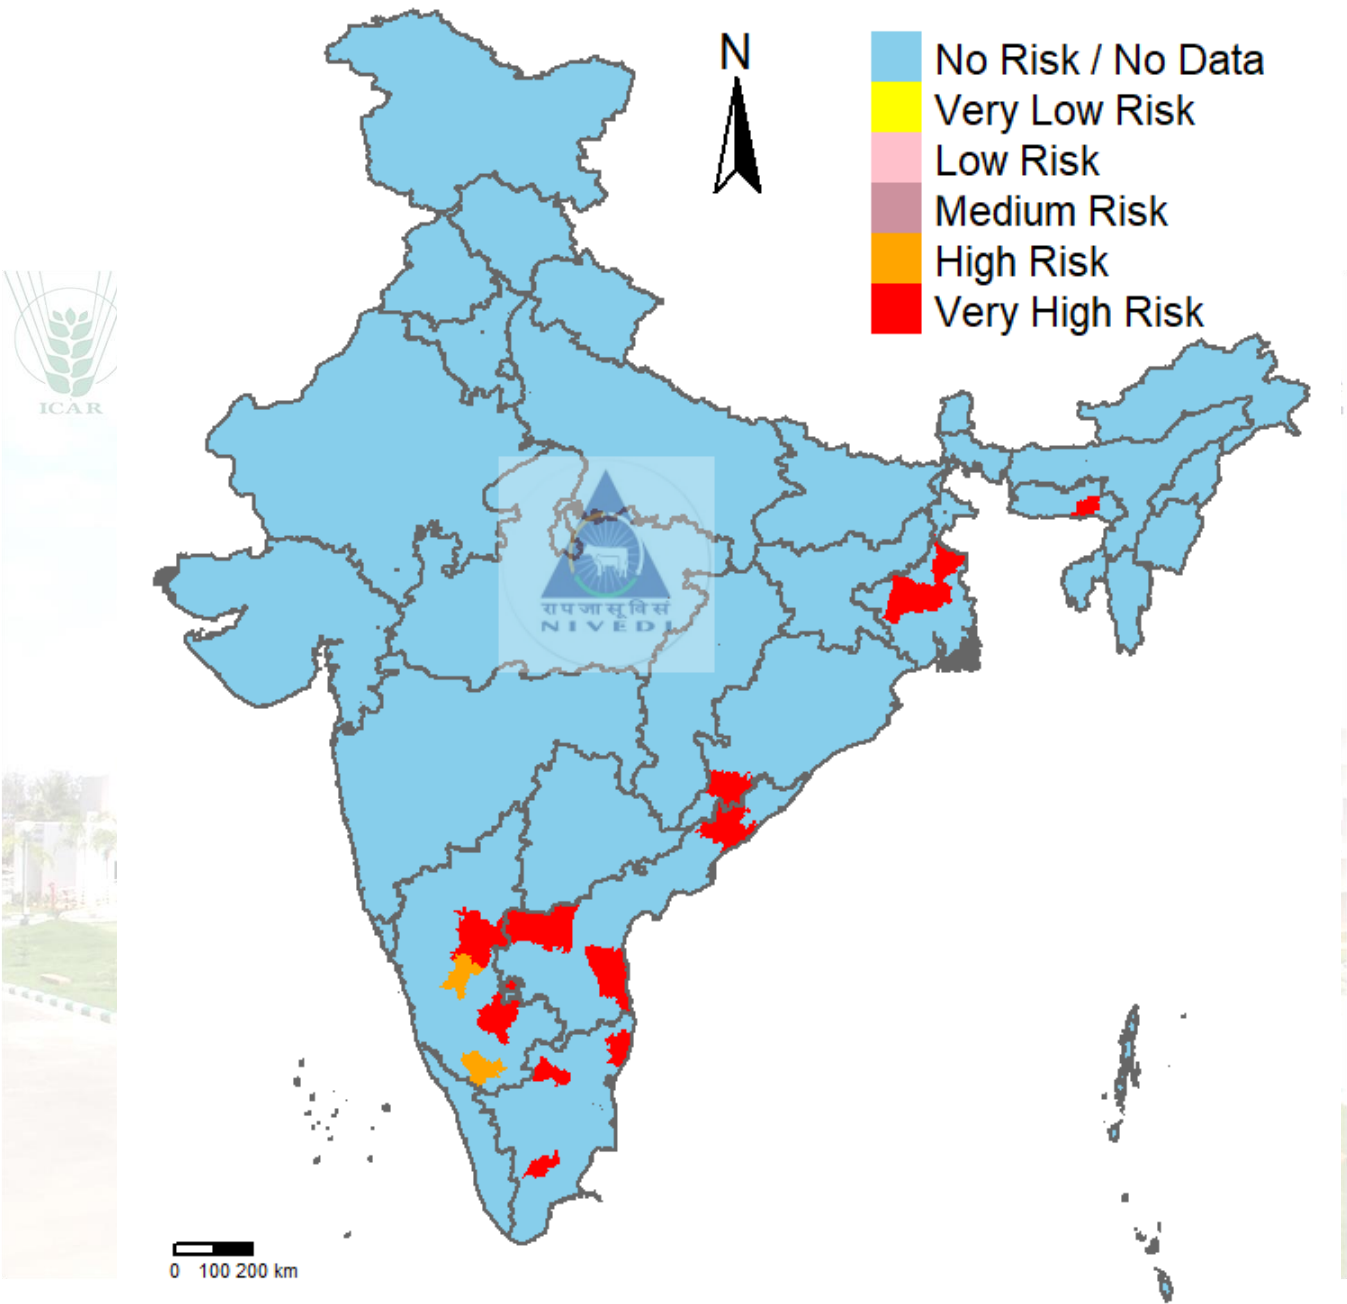 N
No Risk / No Data
Very Low Risk
Low Risk
Medium Risk
High Risk
Very High Risk
ICAR
रापजासूविसं
NIVEDI
0 100 200 km